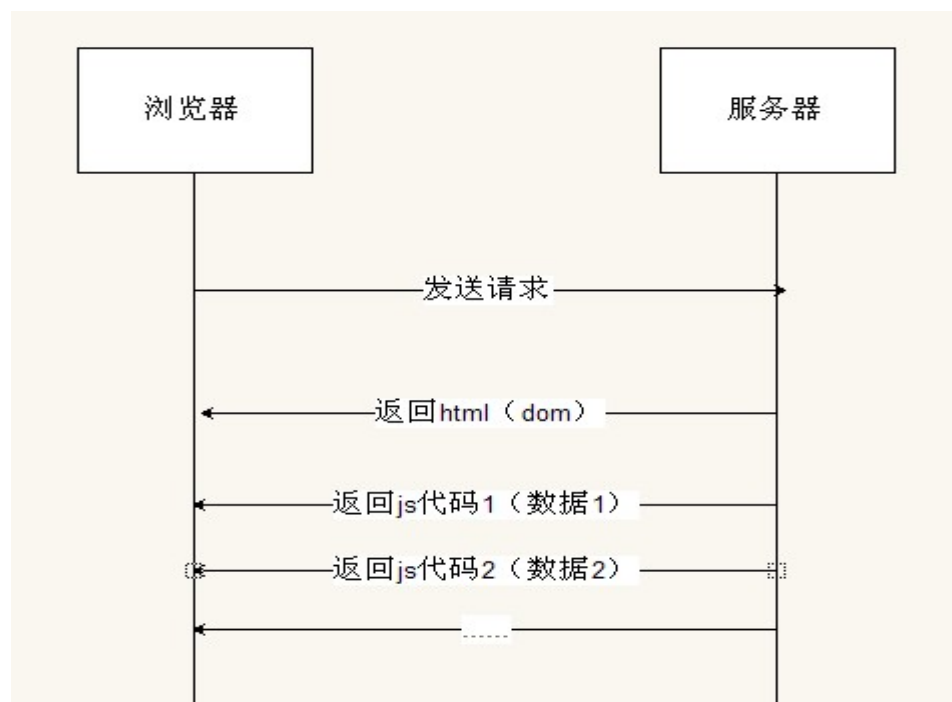 浏览器
服务器
发送请求
返回html（dom）
返回js代码1（数据1）
返回js代码2（数据2）
......